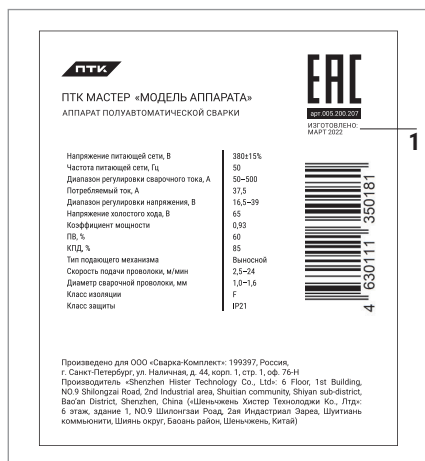 ПТК
ПТК МАСТЕР «МОДЕЛЬ АППАРАТА»
АППАРАТ ПОЛУАВТОМАТИЧЕСКОЙ СВАРКИ
EAC
арт.005.200.207
ИЗГОТОВЛЕНО:
МАРТ 2022
1
Напряжение питающей сети, В 380±15%
Частота питающей сети, Гц 50
Диапазон регулировки сварочного тока, А 50–500
Потребляемый ток, А 37,5
Диапазон регулировки напряжения, В 16,5–39
Напряжение холостого хода, В 65
Коэффициент мощности 0,93
ПВ, % 60
КПД, % 85
Тип подающего механизма Выносной
Скорость подачи проволоки, м/мин 2,5–24
Диаметр сварочной проволоки, мм 1,0–1,6
Класс изоляции F
Класс защиты IP21
4 630111 350181
Произведено для ООО «Сварка-Комплект»: 199397, Россия,
г. Санкт-Петербург, ул. Наличная, д. 44, корп. 1, стр. 1, оф. 76-Н
Производитель «Shenzhen Hister Technology Co., Ltd»: 6 Floor, 1st Building,
NO.9 Shilongzai Road, 2nd Industrial area, Shuitian community, Shiyan sub-district,
Bao'an District, Shenzhen, China («Шеньчжень Хистер Технолоджи Ко., Лтд»:
6 этаж, здание 1, NO.9 Шилонгзаи Роад, 2ая Индастриал Эареа, Шуитиань
коммьюнити, Шиянь округ, Баоань район, Шеньчжень, Китай)